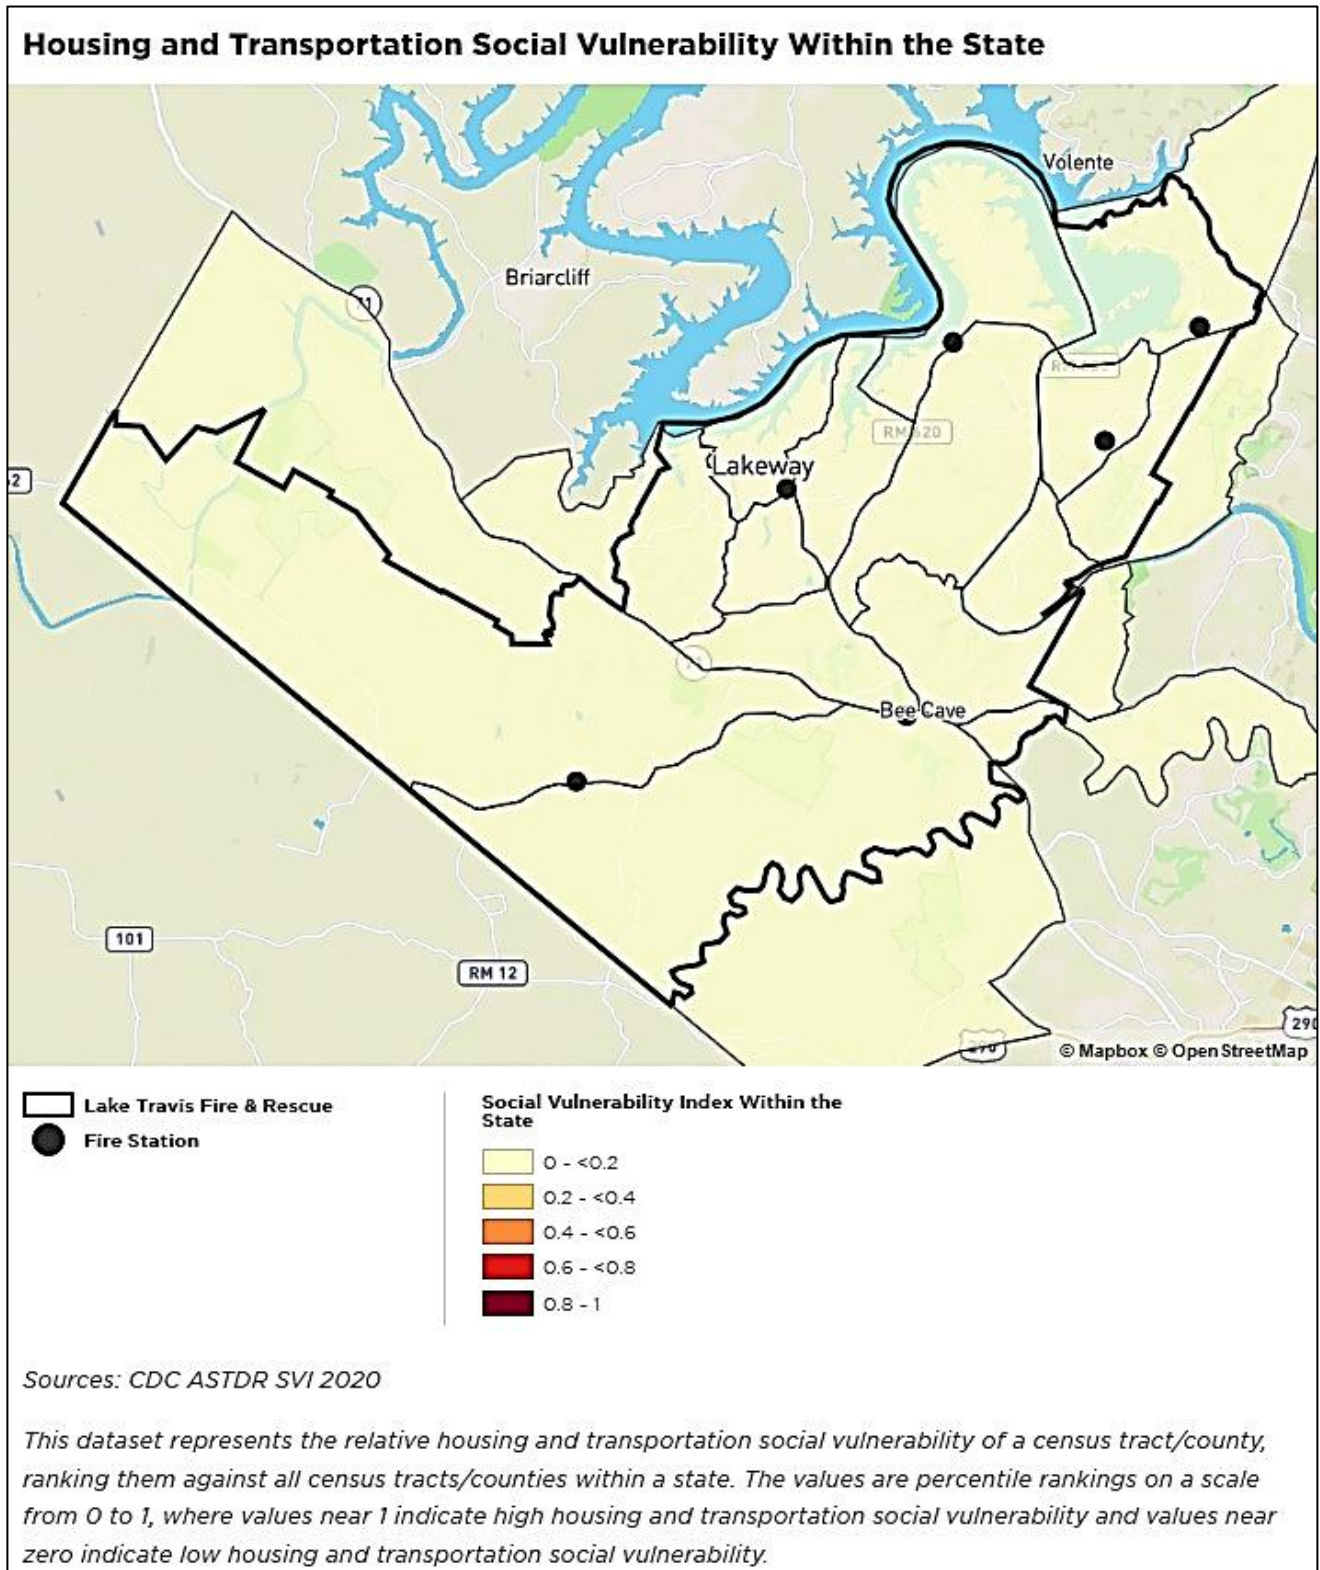 Housing and Transportation Social Vulnerability Within the State
Volente
Briarcliff
71
RM 620
Lakeway
Bee Cave
101
RM 12
290
290
© Mapbox © OpenStreetMap
Lake Travis Fire & Rescue
Fire Station
Social Vulnerability Index Within the
State
0 - <0.2
0.2 - <0.4
0.4 - <0.6
0.6 - <0.8
0.8 - 1
Sources: CDC ASTDR SVI 2020
This dataset represents the relative housing and transportation social vulnerability of a census tract/county,
ranking them against all census tracts/counties within a state. The values are percentile rankings on a scale
from 0 to 1, where values near 1 indicate high housing and transportation social vulnerability and values near
zero indicate low housing and transportation social vulnerability.